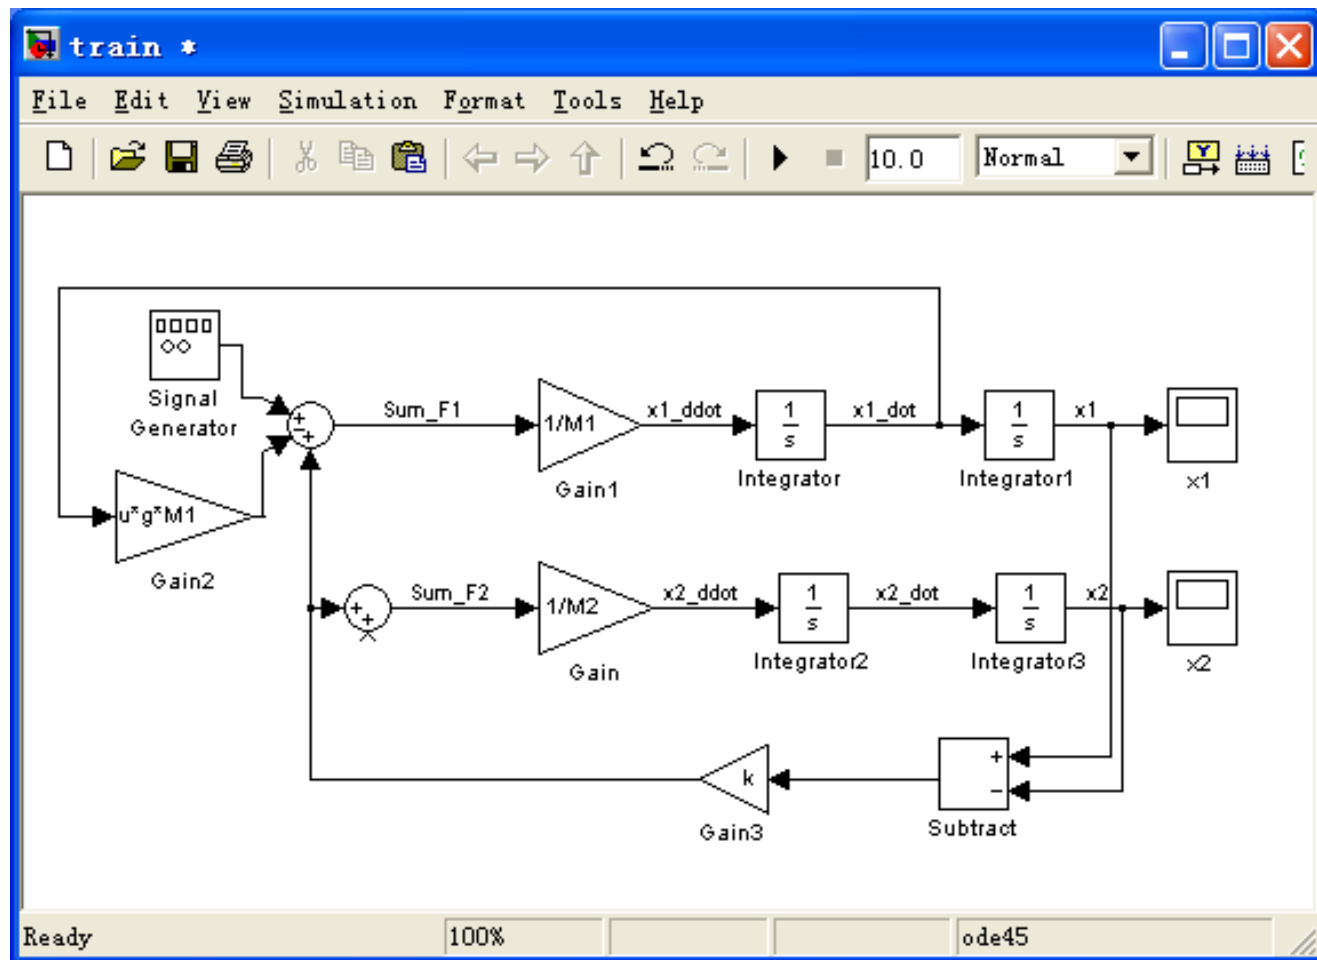 train *
File Edit View Simulation Format Tools Help
10.0 Normal
Signal
Generator
+
−
+
Sum_F1
1/M1
Gain1
x1_ddot
1
s
Integrator
x1_dot
1
s
Integrator1
x1
x1
u*g*M1
Gain2
+
+
Sum_F2
1/M2
Gain
x2_ddot
1
s
Integrator2
x2_dot
1
s
Integrator3
x2
x2
k
Gain3
+
−
Subtract
Ready 100% ode45